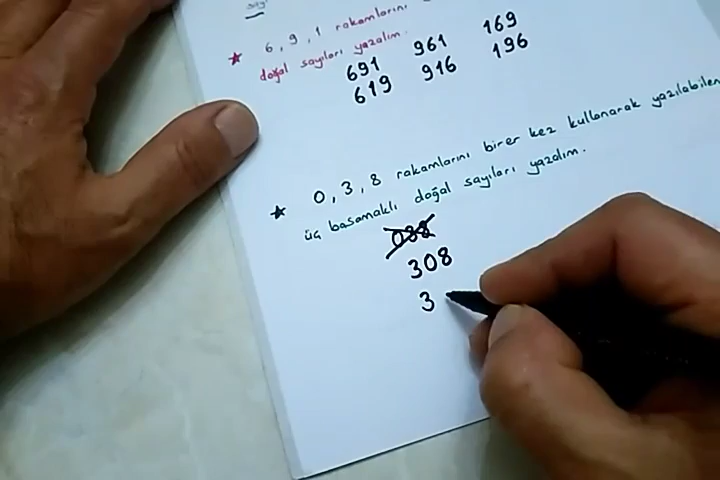 ★ 6, 9, 1 rakamlarını
doğal sayıları yazalım.
691 961 169
619 916 196
★ 0, 3, 8 rakamlarını birer kez kullanarak yazılabilen
üç basamaklı doğal sayıları yazalım.
038
308
3